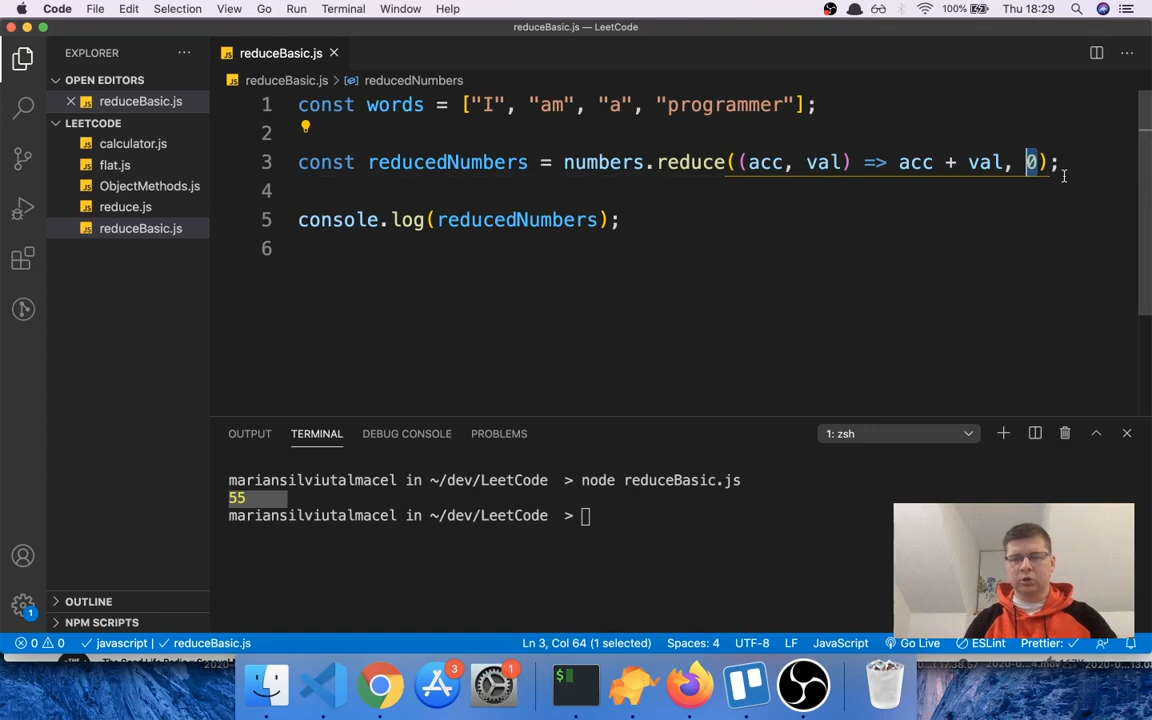 Code File Edit Selection View Go Run Terminal Window Help 100% Thu 18:29
reduceBasic.js — LeetCode
EXPLORER
reduceBasic.js
OPEN EDITORS
reduceBasic.js > reducedNumbers
reduceBasic.js
LEETCODE
calculator.js
flat.js
ObjectMethods.js
reduce.js
reduceBasic.js
1 const words = ["I", "am", "a", "programmer"];
2
3 const reducedNumbers = numbers.reduce((acc, val) => acc + val, 0);
4
5 console.log(reducedNumbers);
6
OUTPUT TERMINAL DEBUG CONSOLE PROBLEMS 1: zsh
mariansilviutalmacel in ~/dev/LeetCode > node reduceBasic.js
55
mariansilviutalmacel in ~/dev/LeetCode >
OUTLINE
NPM SCRIPTS
1
0 0 javascript | reduceBasic.js Ln 3, Col 64 (1 selected) Spaces: 4 UTF-8 LF JavaScript Go Live ESLint Prettier:
3
1